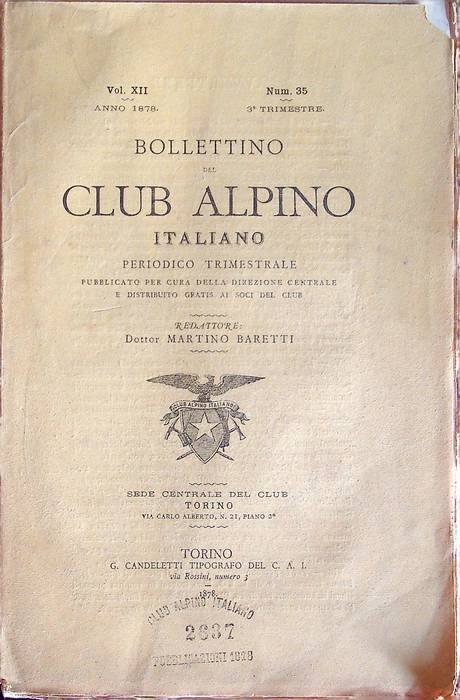 Vol. XII Num. 35
ANNO 1878. 3º TRIMESTRE.
BOLLETTINO
DEL
CLUB ALPINO
ITALIANO
PERIODICO TRIMESTRALE
PUBBLICATO PER CURA DELLA DIREZIONE CENTRALE
E DISTRIBUITO GRATIS AI SOCI DEL CLUB
REDATTORE:
Dottor MARTINO BARETTI
CLUB ALPINO ITALIANO
SEDE CENTRALE DEL CLUB
TORINO
VIA CARLO ALBERTO, N. 21, PIANO 2º
TORINO
G. CANDELETTI TIPOGRAFO DEL C. A. I.
via Rossini, numero 3
1878.
CLUB ALPINO ITALIANO
2637
PUBBLICAZIONI 1928